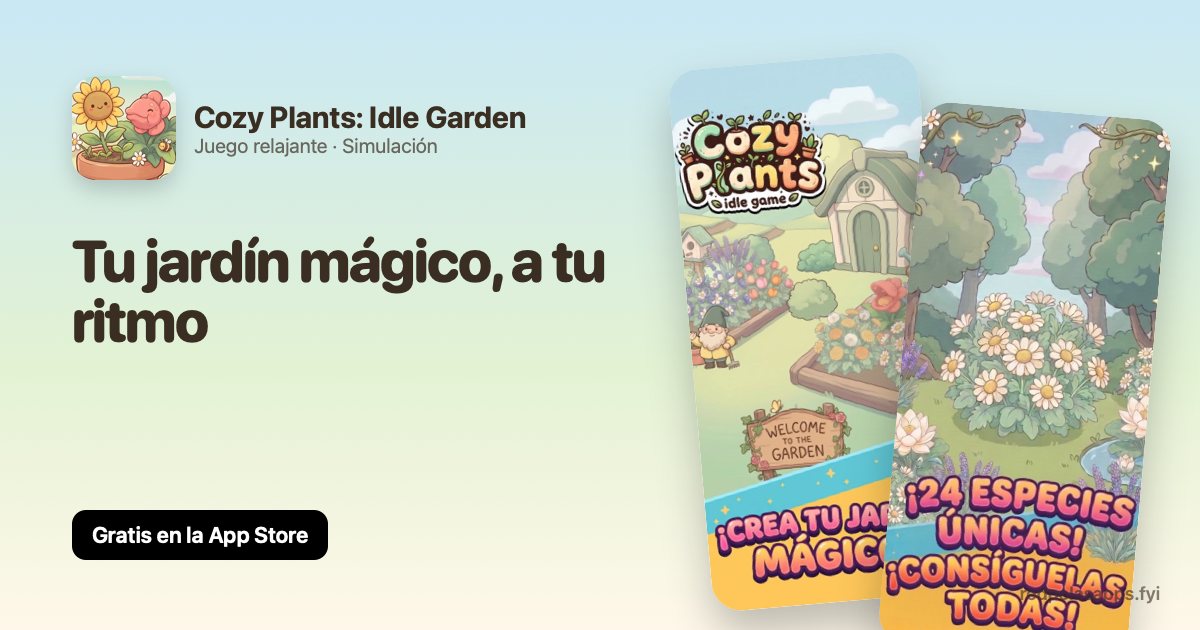 Cozy Plants: Idle Garden
Juego relajante · Simulación
Tu jardín mágico, a tu
ritmo
Gratis en la App Store
Cozy
Plants
idle game
WELCOME
TO THE
GARDEN
¡CREA TU
MÁGICO
¡24 ESPECIES
ÚNICAS!
¡CONSÍGUELAS
TODAS!